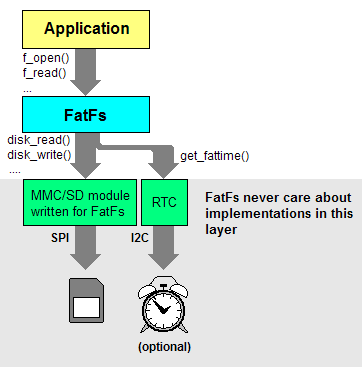 Application
f_open()
f_read()
...
FatFs
disk_read()
disk_write()
....
get_fattime()
MMC/SD module
written for FatFs
RTC
FatFs never care about
implementations in this
layer
SPI
I2C
(optional)